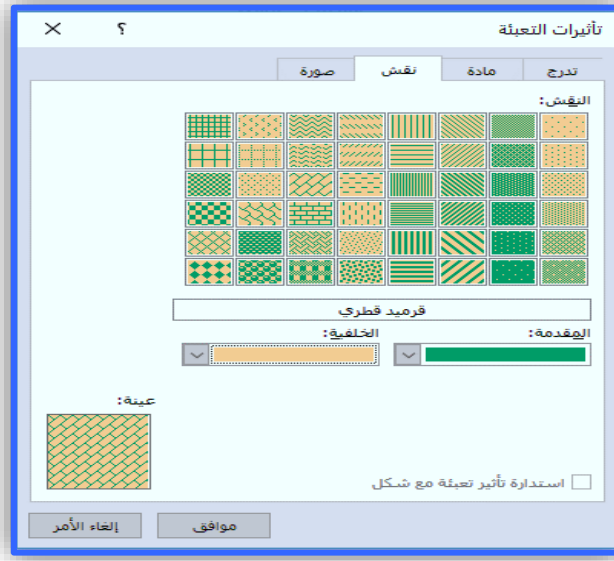 تأثيرات التعبئة ؟
تدرج مادة نقش صورة
النقش:
قرميد قطري
المقدمة: الخلفية:
عينة:
استدارة تأثير تعبئة مع شكل
موافق إلغاء الأمر